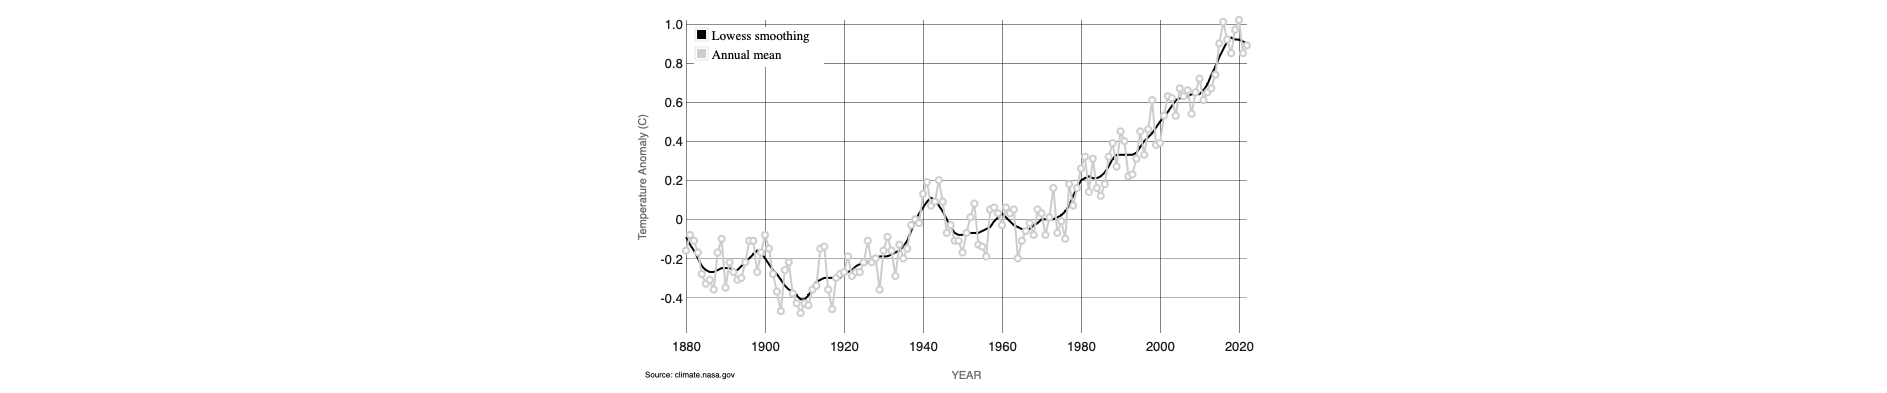 1.0
Lowess smoothing
Annual mean
0.8
0.6
0.4
0.2
0
-0.2
-0.4
Temperature Anomaly (C)
1880 1900 1920 1940 1960 1980 2000 2020
YEAR
Source: climate.nasa.gov